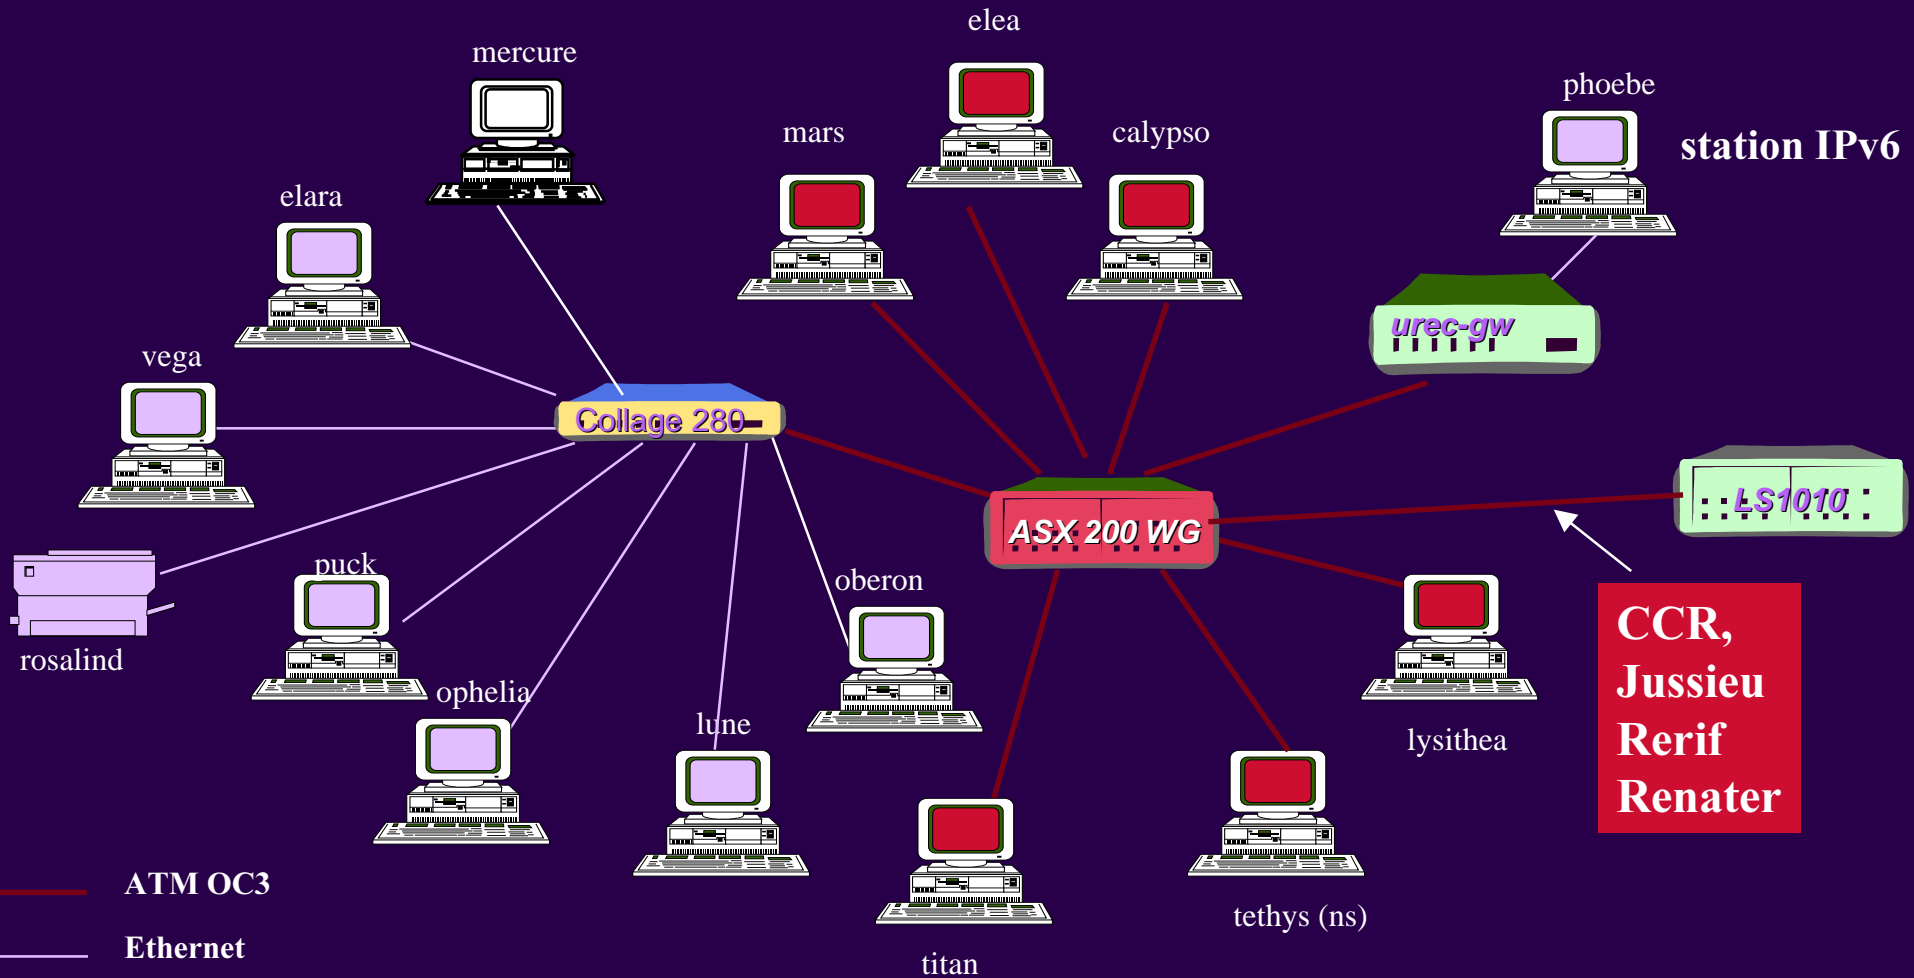 elea
mercure
phoebe
mars
calypso
station IPv6
elara
urec-gw
vega
Collage 280
LS1010
ASX 200 WG
puck
oberon
CCR,
Jussieu
Rerif
Renater
rosalind
ophelia
lune
lysithea
ATM OC3
tethys (ns)
Ethernet
titan